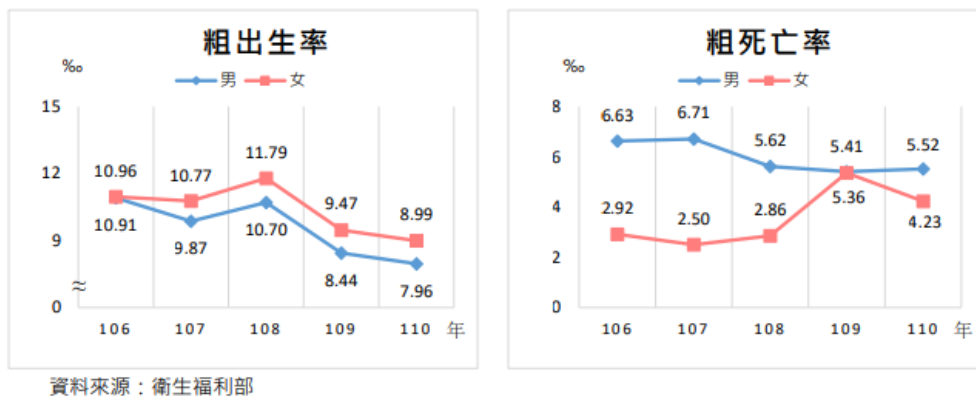 粗出生率
‰
男 女
15
12
9
≈
0
10.96 10.77 11.79 9.47 8.99
10.91 9.87 10.70 8.44 7.96
106 107 108 109 110 年
粗死亡率
‰
男 女
8
6
4
2
0
6.63 6.71 5.62 5.41 5.52
2.92 2.50 2.86 5.36 4.23
106 107 108 109 110 年
資料來源：衛生福利部